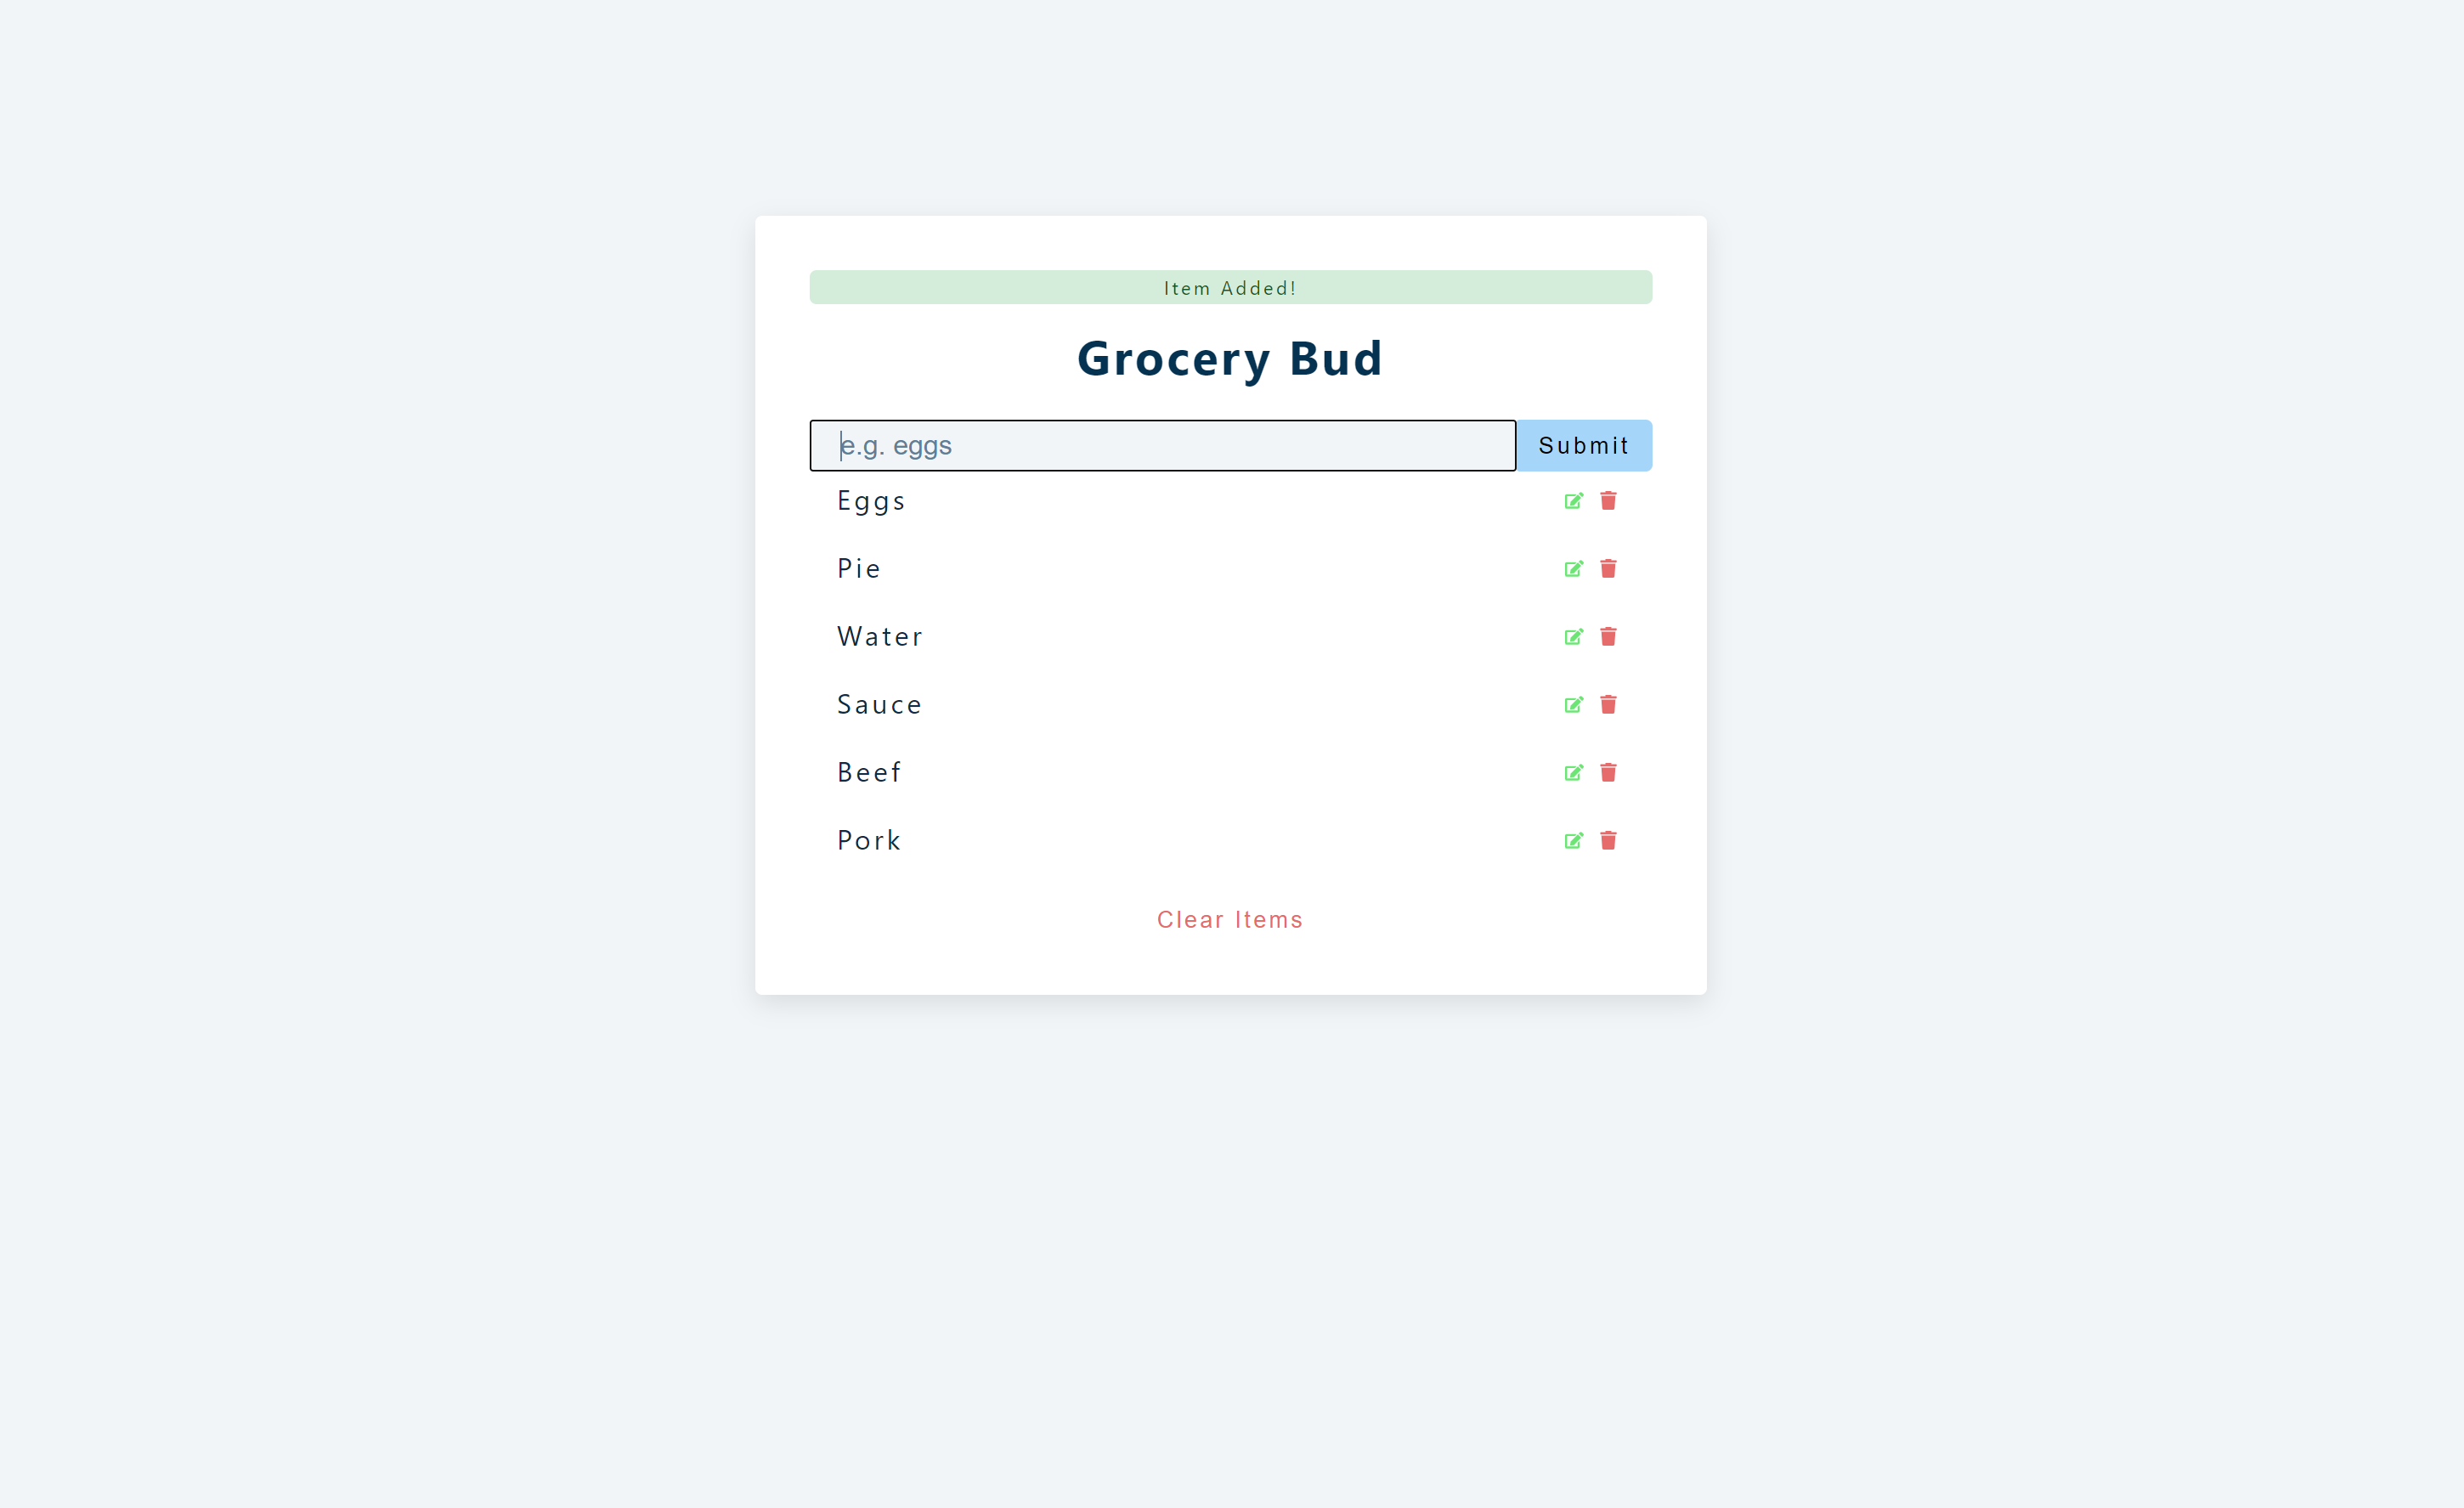 Item Added!
Grocery Bud
e.g. eggs
Submit
Eggs
Pie
Water
Sauce
Beef
Pork
Clear Items